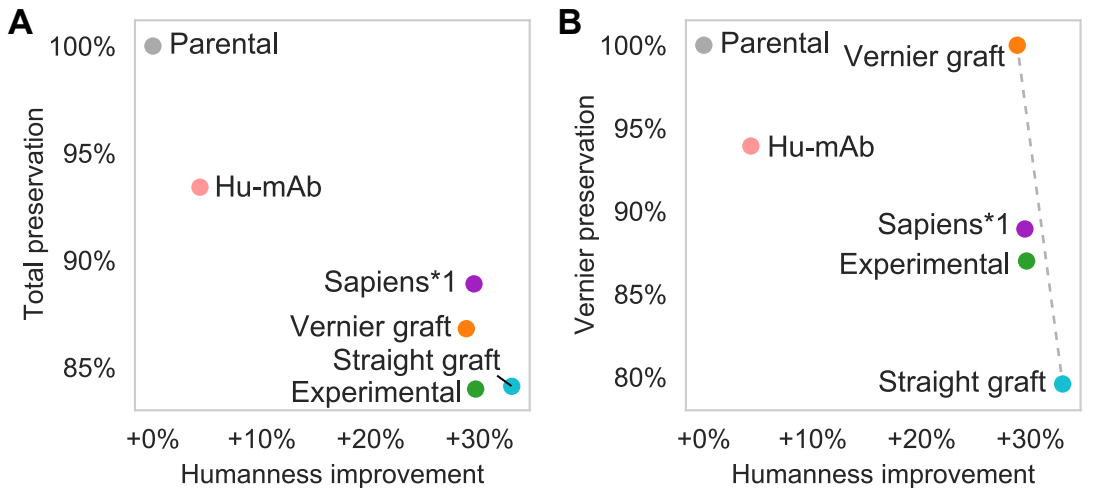 A
Total preservation
100%
95%
90%
85%
Parental
Hu-mAb
Sapiens*1
Vernier graft
Straight graft
Experimental
+0%
+10%
+20%
+30%
Humanness improvement
B
Vernier preservation
100%
95%
90%
85%
80%
Parental
Vernier graft
Hu-mAb
Sapiens*1
Experimental
Straight graft
+0%
+10%
+20%
+30%
Humanness improvement